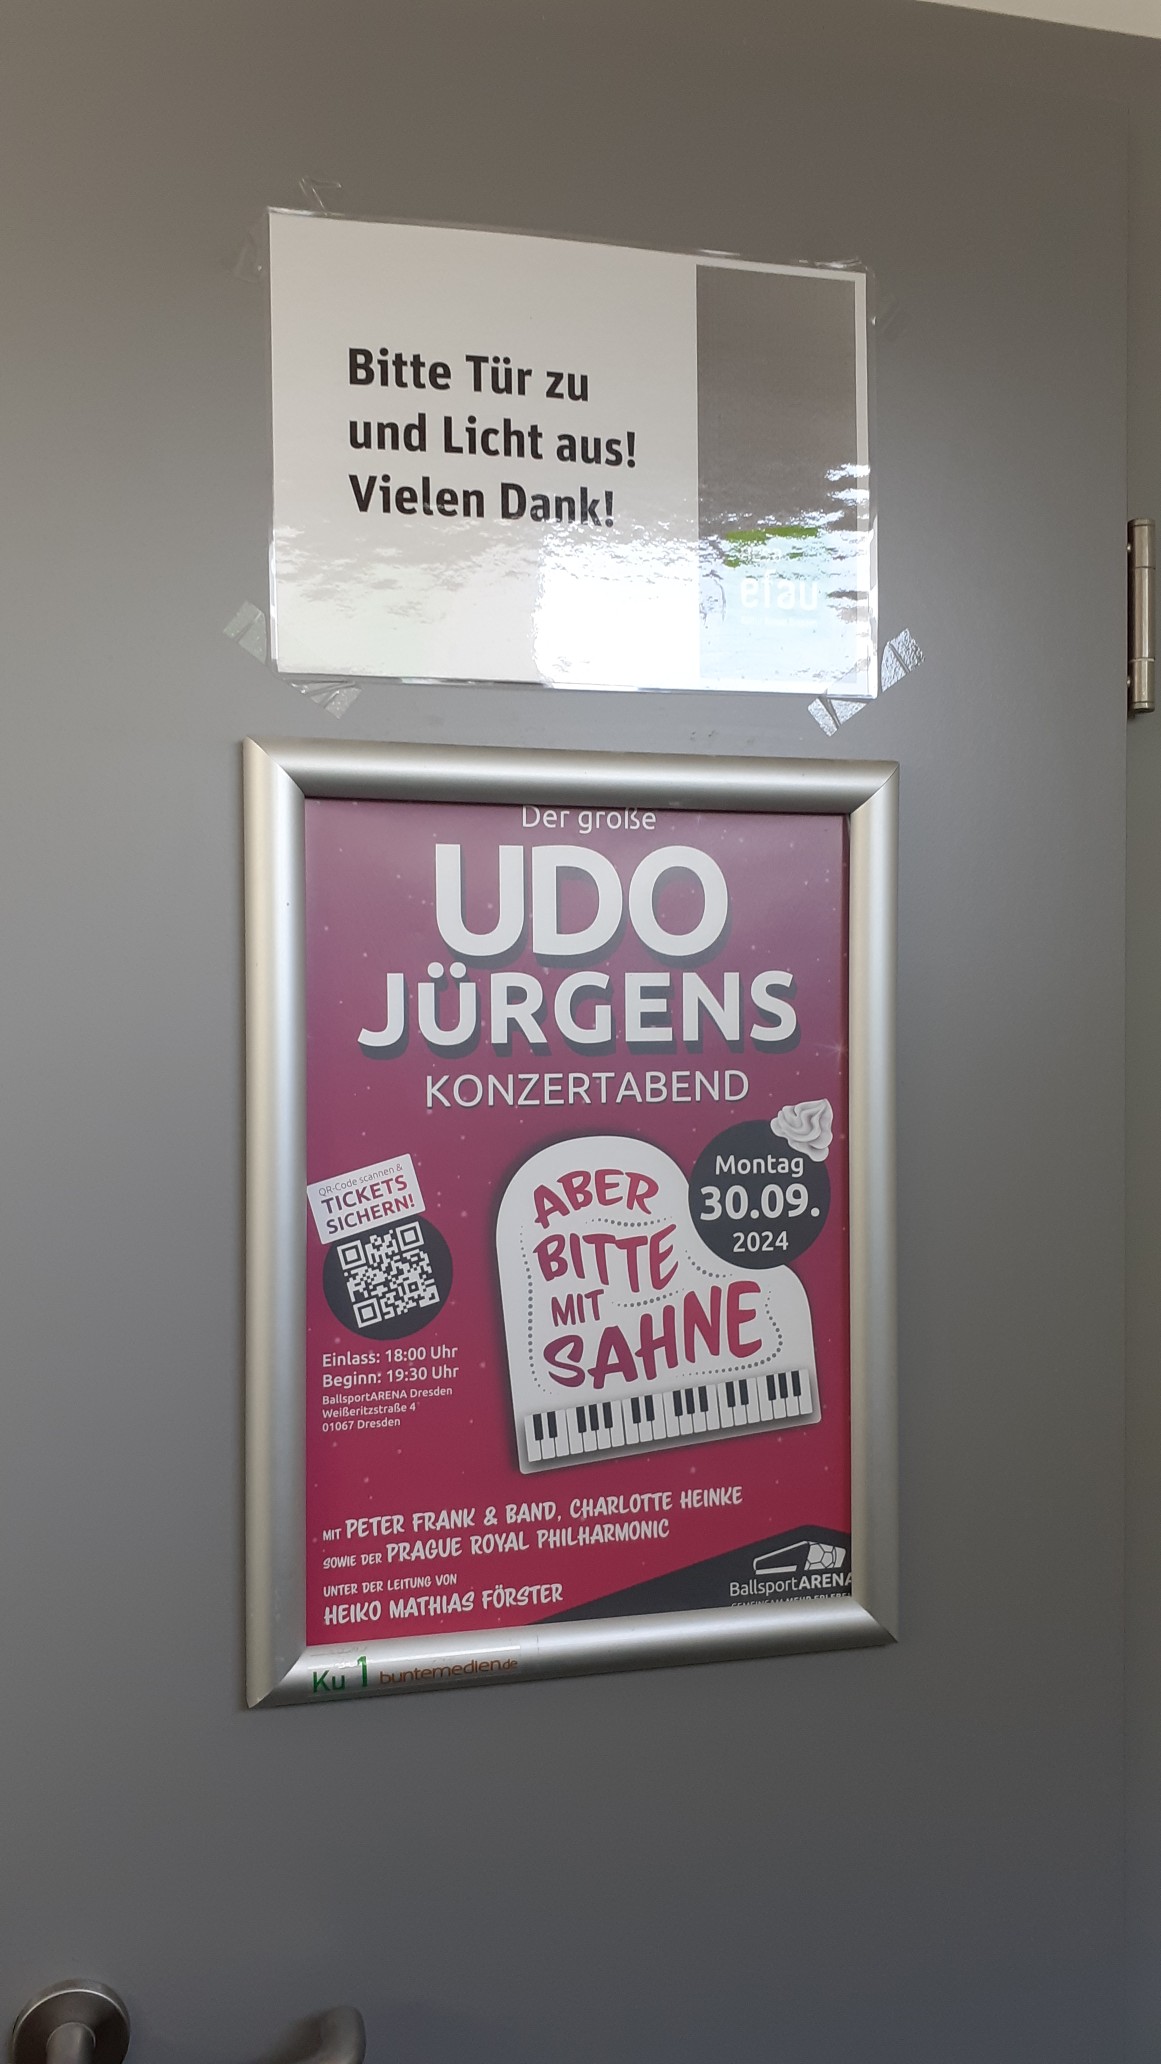 Bitte Tür zu
und Licht aus!
Vielen Dank!
efau
Der große
UDO
JÜRGENS
KONZERTABEND
Montag
30.09.
2024
ABER
BITTE
MIT
SAHNE
QR-Code scannen &
TICKETS
SICHERN!
Einlass: 18:00 Uhr
Beginn: 19:30 Uhr
BallsportARENA Dresden
Weißeritzstraße 4
01067 Dresden
MIT PETER FRANK & BAND, CHARLOTTE HEINKE
SOWIE DER PRAGUE ROYAL PHILHARMONIC
UNTER DER LEITUNG VON
HEIKO MATHIAS FÖRSTER
BallsportARENA
Ku 1 buntemedien.de